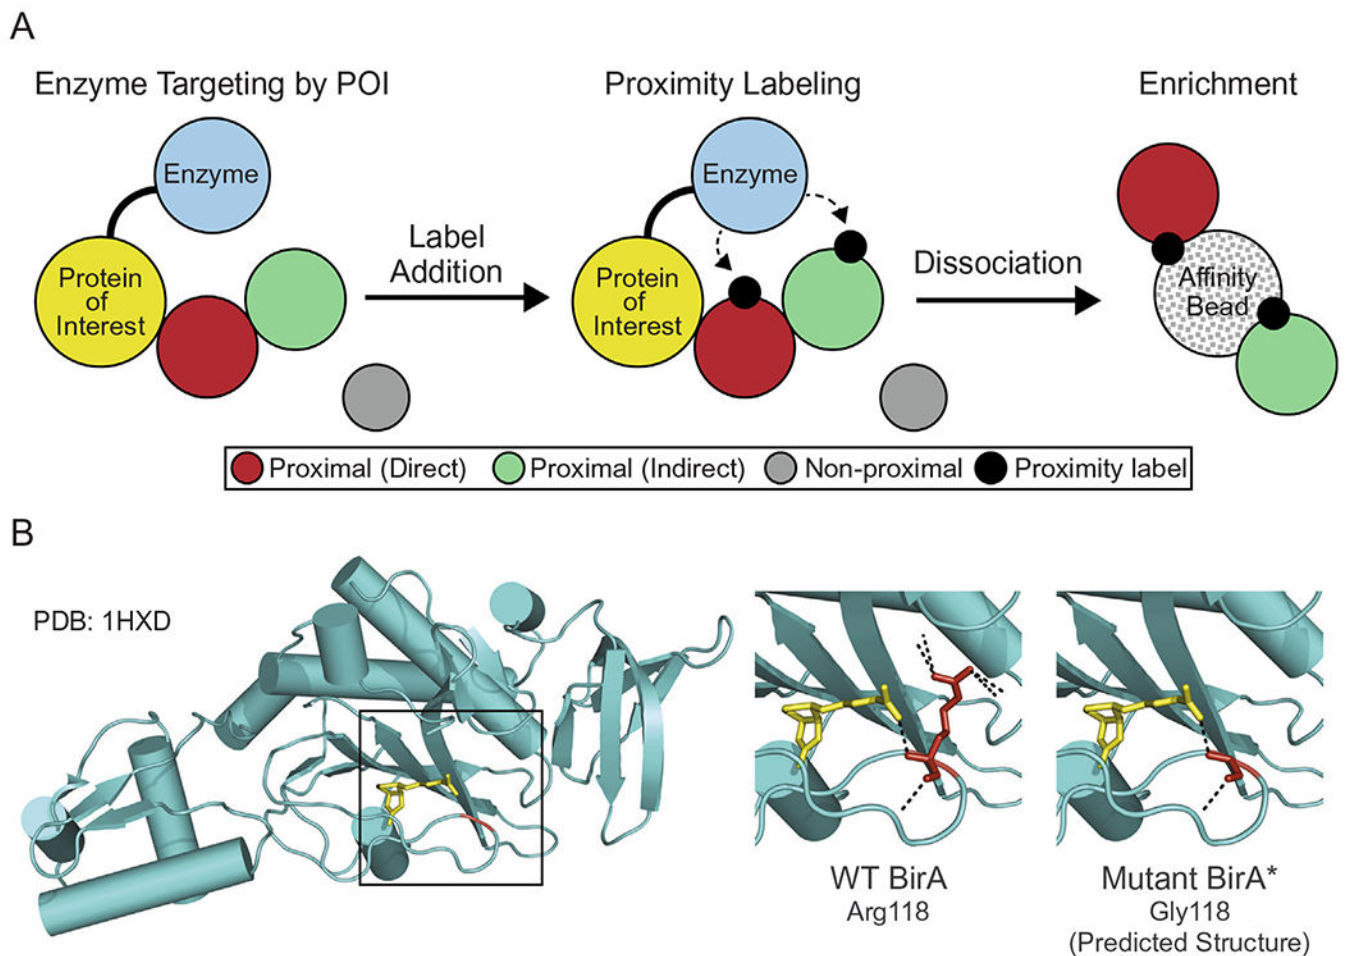 A
Enzyme Targeting by POI
Proximity Labeling
Enrichment
Enzyme
Protein
of
Interest
Label
Addition
Enzyme
Protein
of
Interest
Dissociation
Affinity
Bead
Proximal (Direct)
Proximal (Indirect)
Non-proximal
Proximity label
B
PDB: 1HXD
WT BirA
Arg118
Mutant BirA*
Gly118
(Predicted Structure)